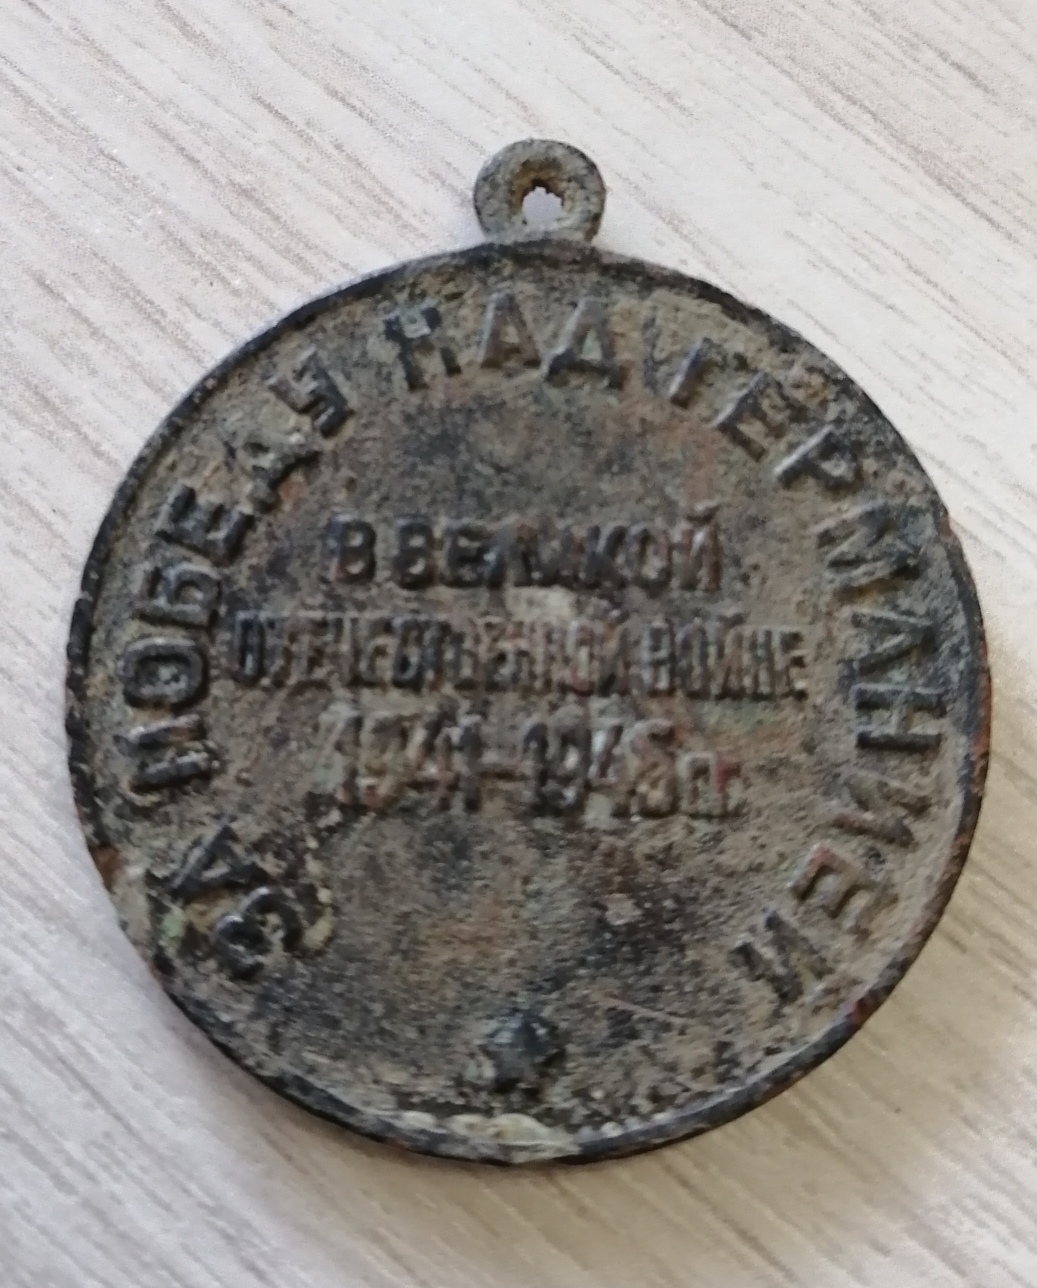 ЗА ПОБЕДУ НАД ГЕРМАНИЕЙ
В ВЕЛИКОЙ
ОТЕЧЕСТВЕННОЙ ВОЙНЕ
1941-1945 гг.